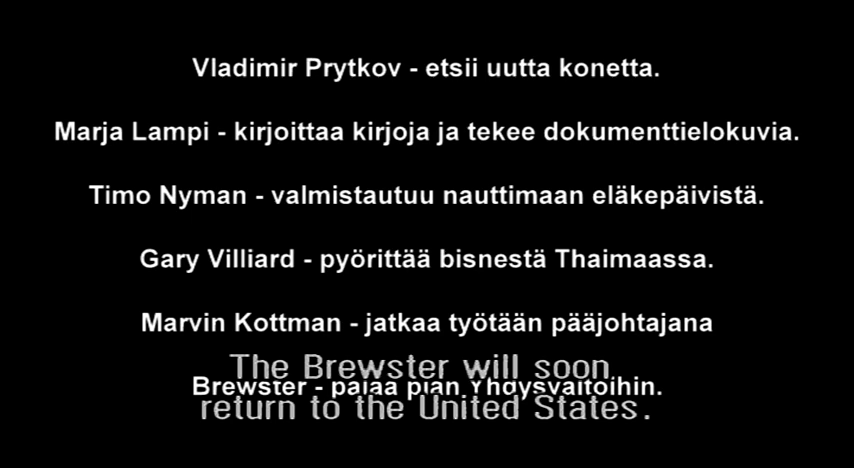 Vladimir Prytkov - etsii uutta konetta.
Marja Lampi - kirjoittaa kirjoja ja tekee dokumenttielokuvia.
Timo Nyman - valmistautuu nauttimaan eläkepäivistä.
Gary Villiard - pyörittää bisnestä Thaimaassa.
Marvin Kottman - jatkaa työtään pääjohtajana
The Brewster will soon
Brewster - palaa pian Yhdysvaltoihin.
return to the United States.